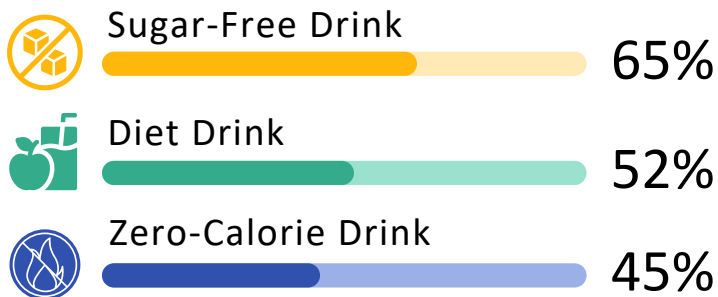 Sugar-Free Drink
65%
Diet Drink
52%
Zero-Calorie Drink
45%